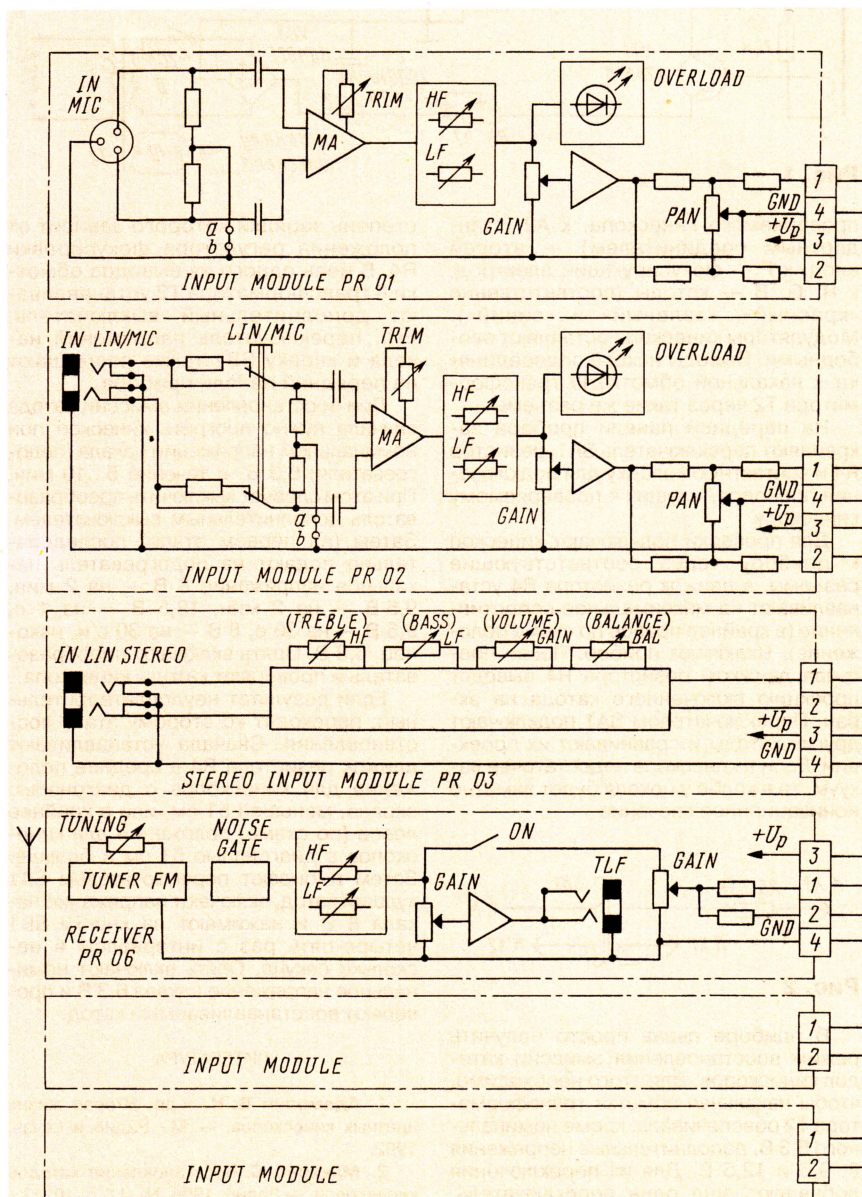 IN
MIC
TRIM
MA
HF
LF
OVERLOAD
GAIN
PAN
1
GND
4
+Up
3
2
a
b
INPUT MODULE PR 01
IN LIN/MIC
LIN/MIC
TRIM
MA
HF
LF
OVERLOAD
GAIN
PAN
1
GND
4
+Up
3
2
a
b
INPUT MODULE PR 02
(TREBLE)
HF
(BASS)
LF
(VOLUME)
GAIN
(BALANCE)
BAL
IN LIN STEREO
1
2
+Up
3
GND
4
STEREO INPUT MODULE PR 03
TUNING
TUNER FM
NOISE
GATE
HF
LF
GAIN
ON
TLF
GAIN
+Up
3
1
2
GND
4
RECEIVER
PR 06
1
2
INPUT MODULE
1
2
INPUT MODULE